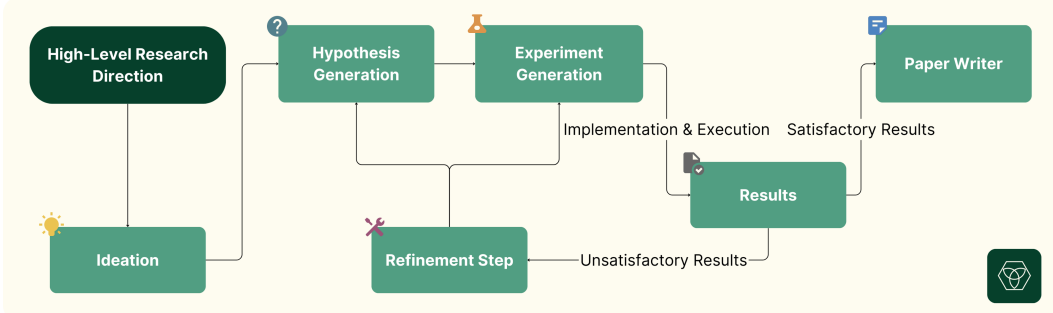 High-Level Research
Direction
Ideation
Hypothesis
Generation
Experiment
Generation
Implementation & Execution
Results
Satisfactory Results
Paper Writer
Unsatisfactory Results
Refinement Step